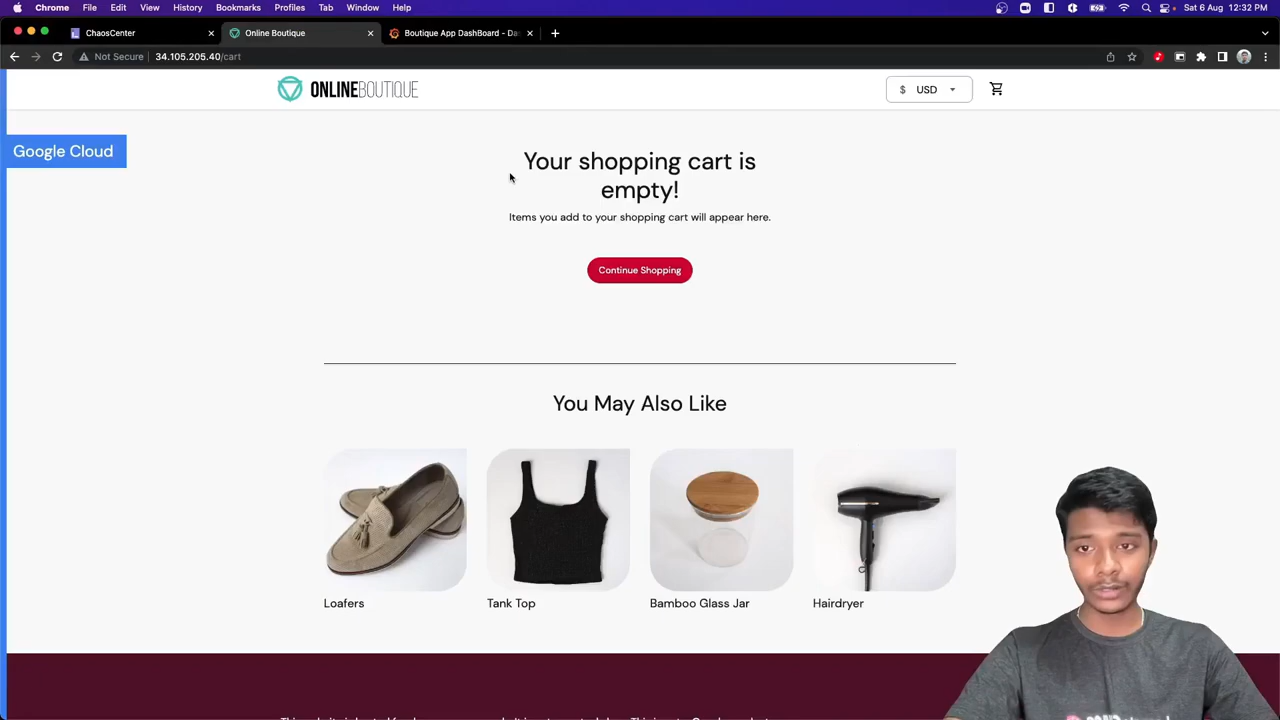 Chrome File Edit View History Bookmarks Profiles Tab Window Help
Sat 6 Aug 12:32 PM
ChaosCenter
Online Boutique
Boutique App DashBoard - Da
Not Secure
34.105.205.40/cart
ONLINEBOUTIQUE
$ USD
Google Cloud
Your shopping cart is
empty!
Items you add to your shopping cart will appear here.
Continue Shopping
You May Also Like
Loafers
Tank Top
Bamboo Glass Jar
Hairdryer